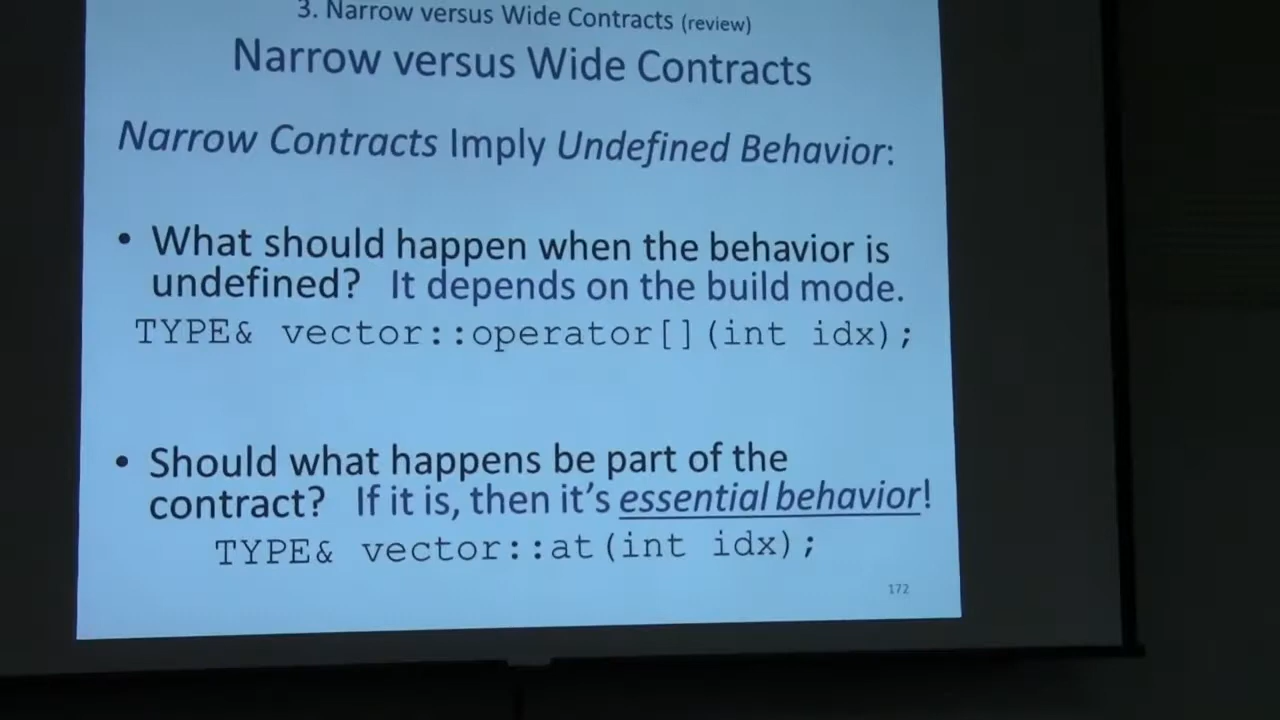 3. Narrow versus Wide Contracts (review)
Narrow versus Wide Contracts
Narrow Contracts Imply Undefined Behavior:
• What should happen when the behavior is
undefined? It depends on the build mode.
TYPE& vector::operator[](int idx);
• Should what happens be part of the
contract? If it is, then it's essential behavior!
TYPE& vector::at(int idx);
172